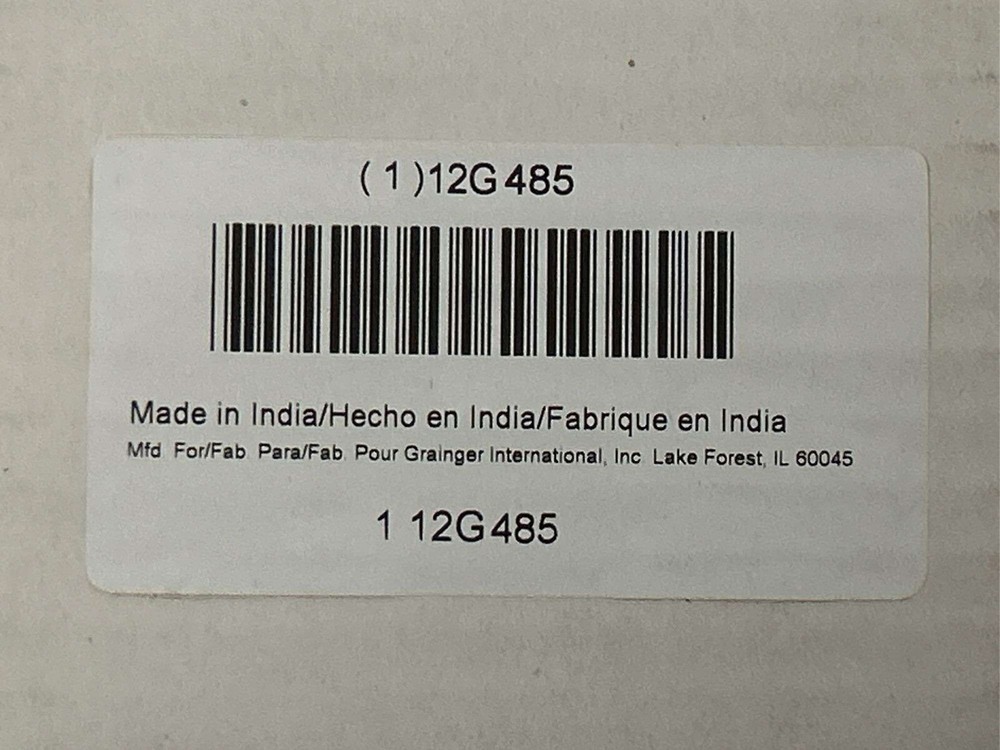 (1)12G485
Made in India/Hecho en India/Fabrique en India
Mfd. For/Fab. Para/Fab. Pour Grainger International, Inc. Lake Forest, IL 60045
1 12G485